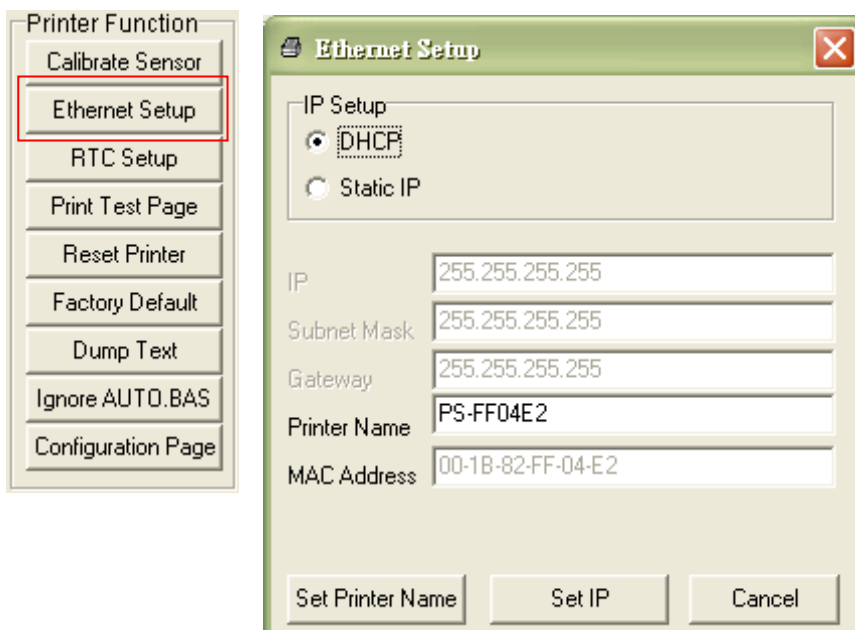 Printer Function
Calibrate Sensor
Ethernet Setup
RTC Setup
Print Test Page
Reset Printer
Factory Default
Dump Text
Ignore AUTO.BAS
Configuration Page
Ethernet Setup
IP Setup
DHCP
Static IP
IP 255.255.255.255
Subnet Mask 255.255.255.255
Gateway 255.255.255.255
Printer Name PS-FF04E2
MAC Address 00-1B-82-FF-04-E2
Set Printer Name Set IP Cancel